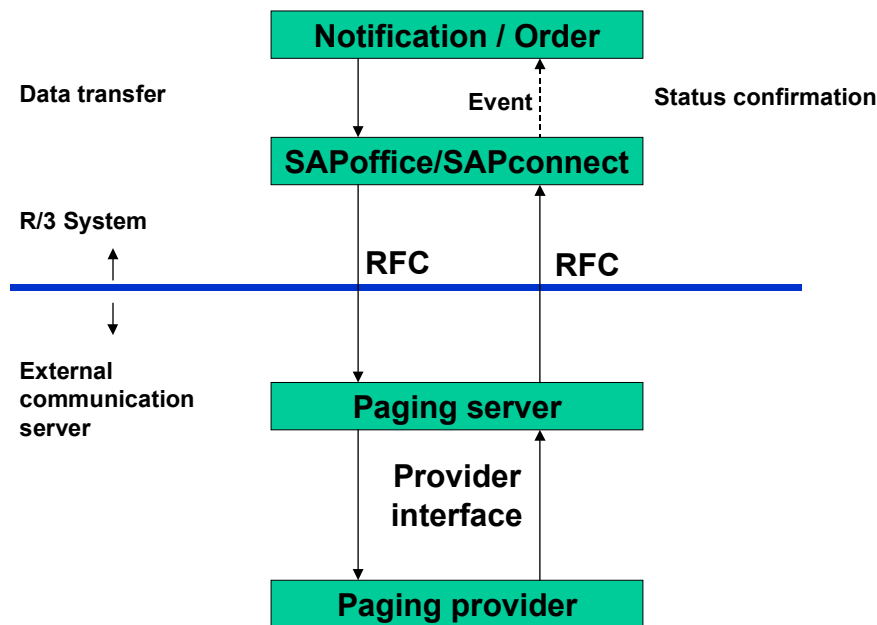 Notification / Order
Data transfer
Event
Status confirmation
SAPoffice/SAPconnect
R/3 System
RFC
RFC
External
communication
server
Paging server
Provider
interface
Paging provider